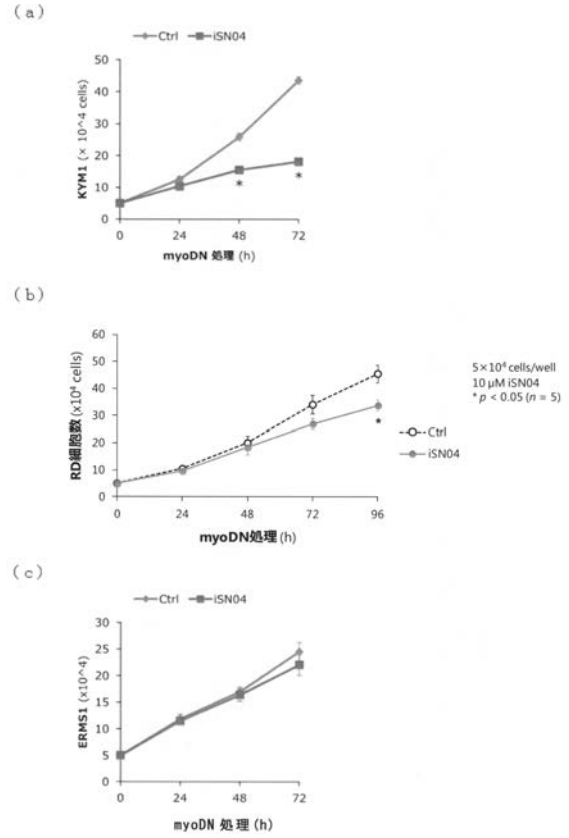 (a)
Ctrl iSN04
KYM1 (× 10^4 cells)
50
40
30
20
10
0
*
*
0 24 48 72
myoDN 処理 (h)
(b)
RD細胞数 (x10⁴ cells)
60
50
40
30
20
10
0
*
0 24 48 72 96
myoDN処理 (h)
5×10⁴ cells/well
10 μM iSN04
* p < 0.05 (n = 5)
Ctrl
iSN04
(c)
Ctrl iSN04
ERMS1 (x10^4)
30
25
20
15
10
5
0
0 24 48 72
myoDN 処理 (h)